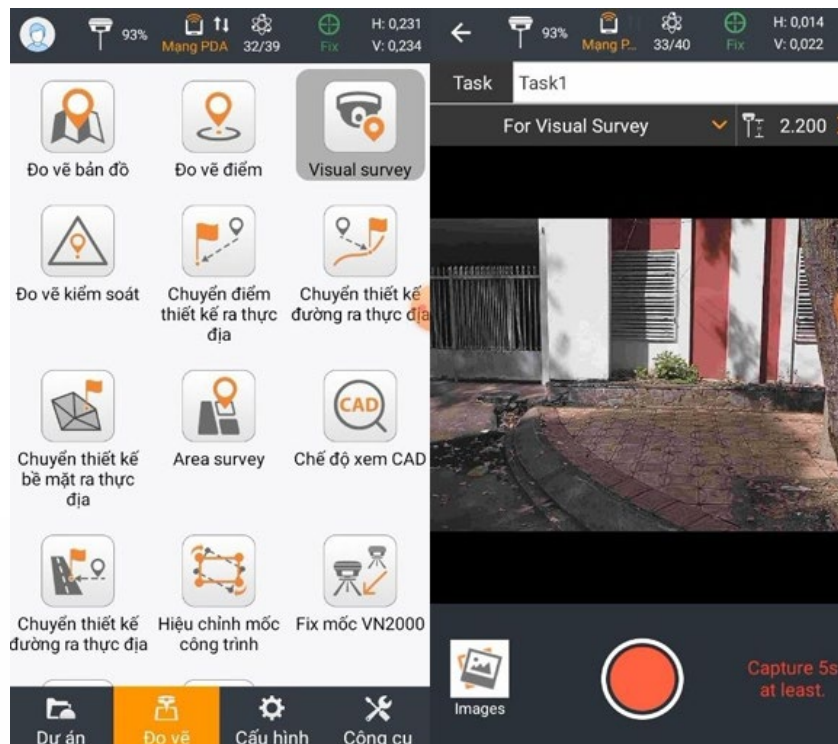 93%
Mạng PDA
32/39
Fix
H: 0,231
V: 0,234
Đo vẽ bản đồ
Đo vẽ điểm
Visual survey
Đo vẽ kiểm soát
Chuyển điểm
thiết kế ra thực
địa
Chuyển thiết kế
đường ra thực địa
Chuyển thiết kế
bề mặt ra thực
địa
Area survey
CAD
Chế độ xem CAD
Chuyển thiết kế
đường ra thực địa
Hiệu chỉnh mốc
công trình
Fix mốc VN2000
Dự án
Đo vẽ
Cấu hình
Công cụ
93%
Mạng P...
33/40
Fix
H: 0,014
V: 0,022
Task
Task1
For Visual Survey
2.200
Images
Capture 5s
at least.